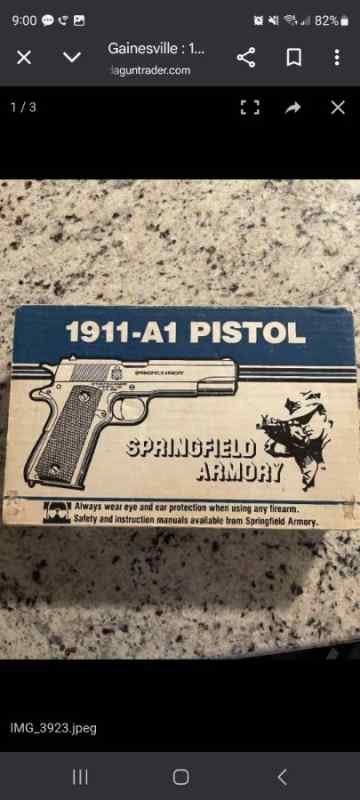 9:00
82%
Gainesville : 1...
laguntrader.com
1 / 3
1911-A1 PISTOL
SPRINGFIELD ARMORY
SPRINGFIELD
ARMORY
Always wear eye and ear protection when using any firearm.
Safety and instruction manuals available from Springfield Armory.
IMG_3923.jpeg